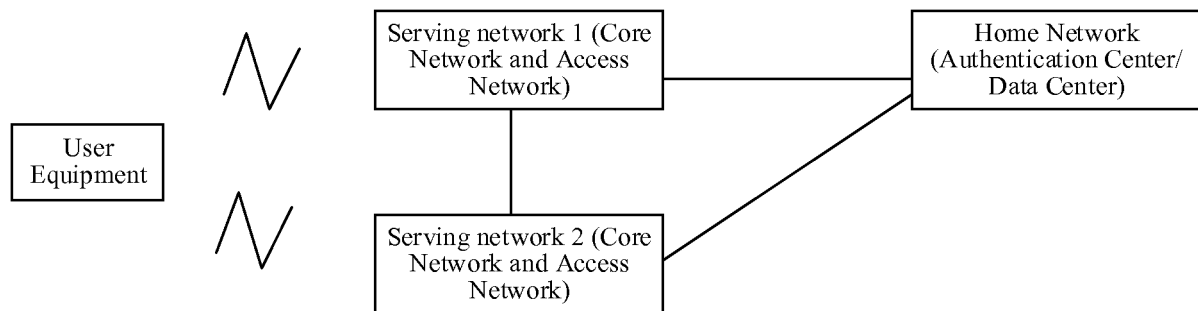 User
Equipment
Serving network 1 (Core
Network and Access
Network)
Serving network 2 (Core
Network and Access
Network)
Home Network
(Authentication Center/
Data Center)